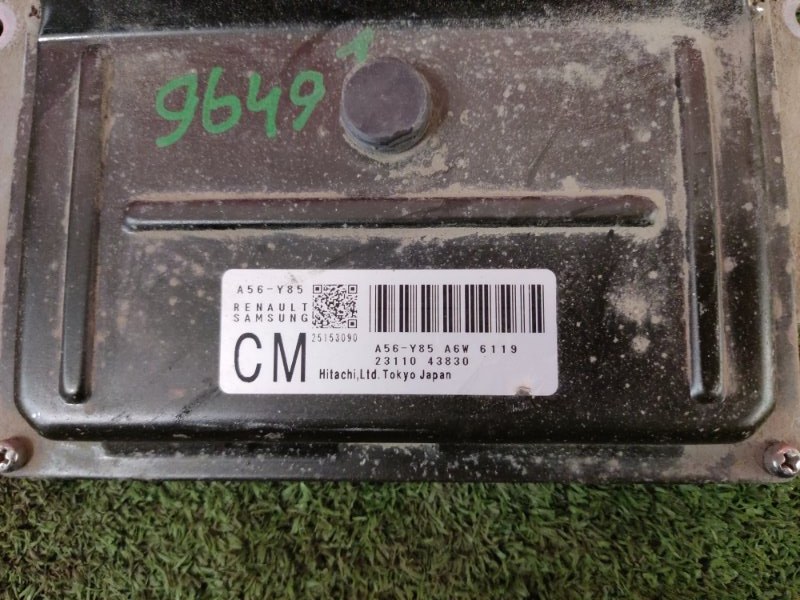 9649 1
A56-Y85
RENAULT
SAMSUNG
25153090
CM
A56-Y85 A6W 6119
23110 43830
Hitachi,Ltd. Tokyo Japan